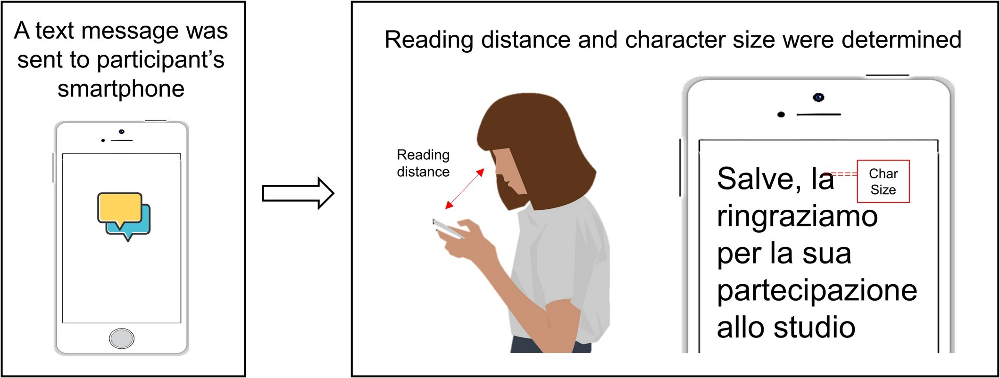 A text message was
sent to participant’s
smartphone
Reading distance and character size were determined
Reading
distance
Salve, la
Char
Size
ringraziamo
per la sua
partecipazione
allo studio